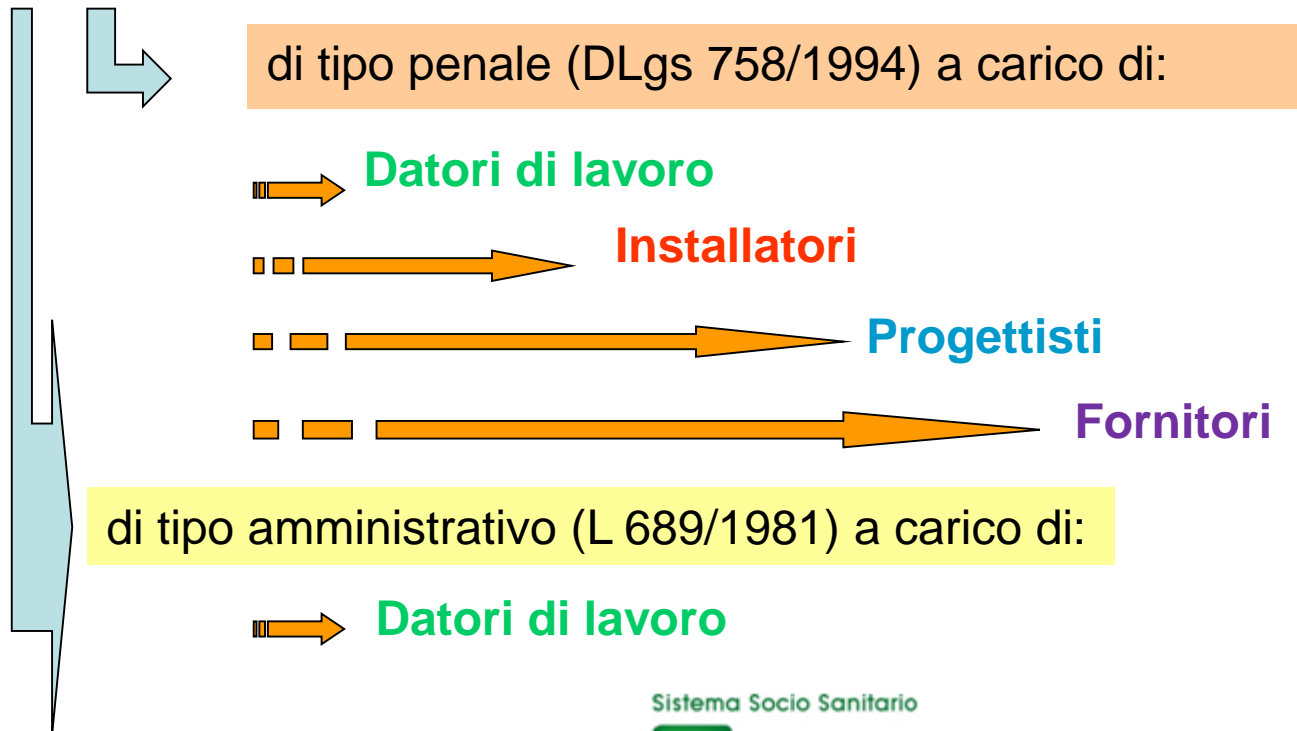 di tipo penale (DLgs 758/1994) a carico di:
Datori di lavoro
Installatori
Progettisti
Fornitori
di tipo amministrativo (L 689/1981) a carico di:
Datori di lavoro
Sistema Socio Sanitario